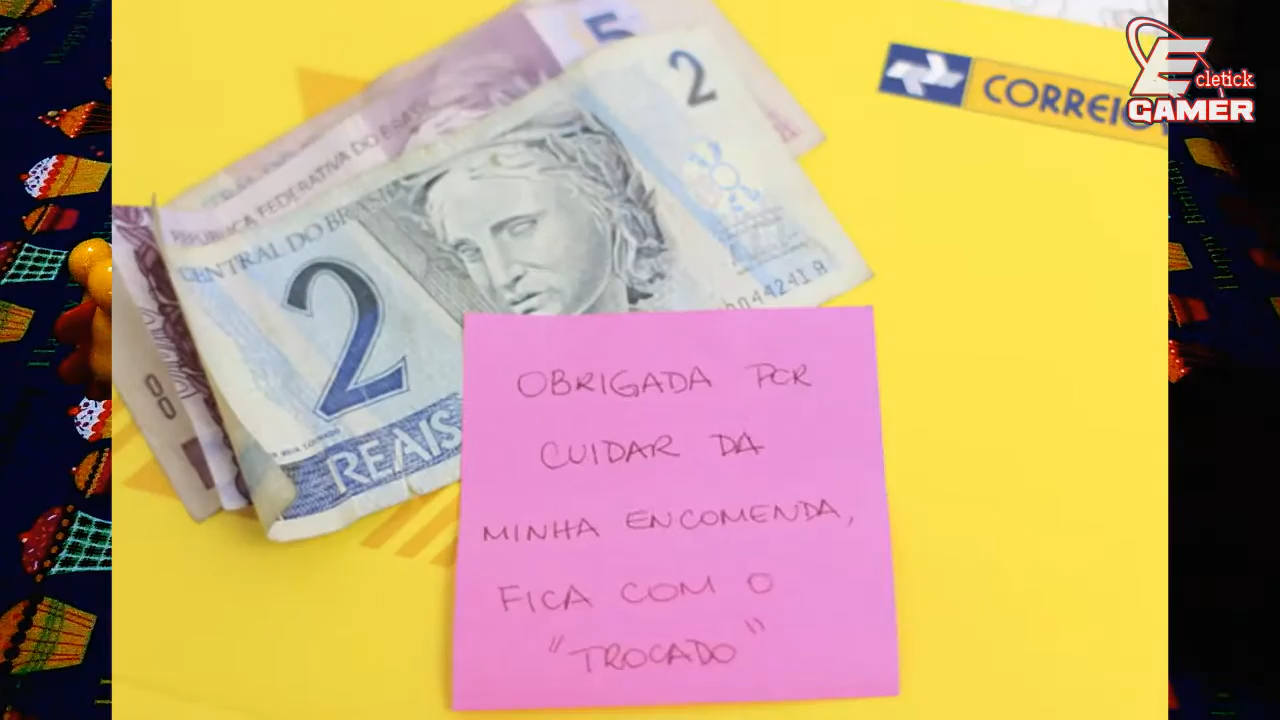 5
2
CORREIOS
Ecletick
GAMER
REPÚBLICA FEDERATIVA DO BRASIL
CENTRAL DO BRASIL
2
REAIS
OBRIGADA POR
CUIDAR DA
MINHA ENCOMENDA,
FICA COM O
"TROCADO"